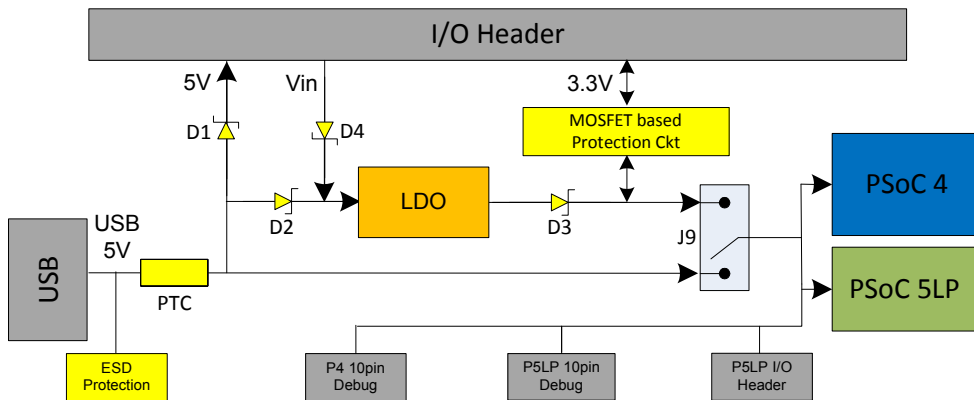 I/O Header
5V
Vin
3.3V
D1
D4
MOSFET based
Protection Ckt
PSoC 4
LDO
D2
D3
J9
USB
USB
5V
PTC
PSoC 5LP
ESD
Protection
P4 10pin
Debug
P5LP 10pin
Debug
P5LP I/O
Header